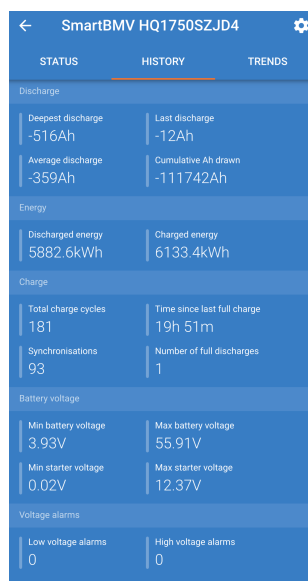 SmartBMV HQ1750SZJD4
STATUS HISTORY TRENDS
Discharge
Deepest discharge Last discharge
-516Ah -12Ah
Average discharge Cumulative Ah drawn
-359Ah -111742Ah
Energy
Discharged energy Charged energy
5882.6kWh 6133.4kWh
Charge
Total charge cycles Time since last full charge
181 19h 51m
Synchronisations Number of full discharges
93 1
Battery voltage
Min battery voltage Max battery voltage
3.93V 55.91V
Min starter voltage Max starter voltage
0.02V 12.37V
Voltage alarms
Low voltage alarms High voltage alarms
0 0